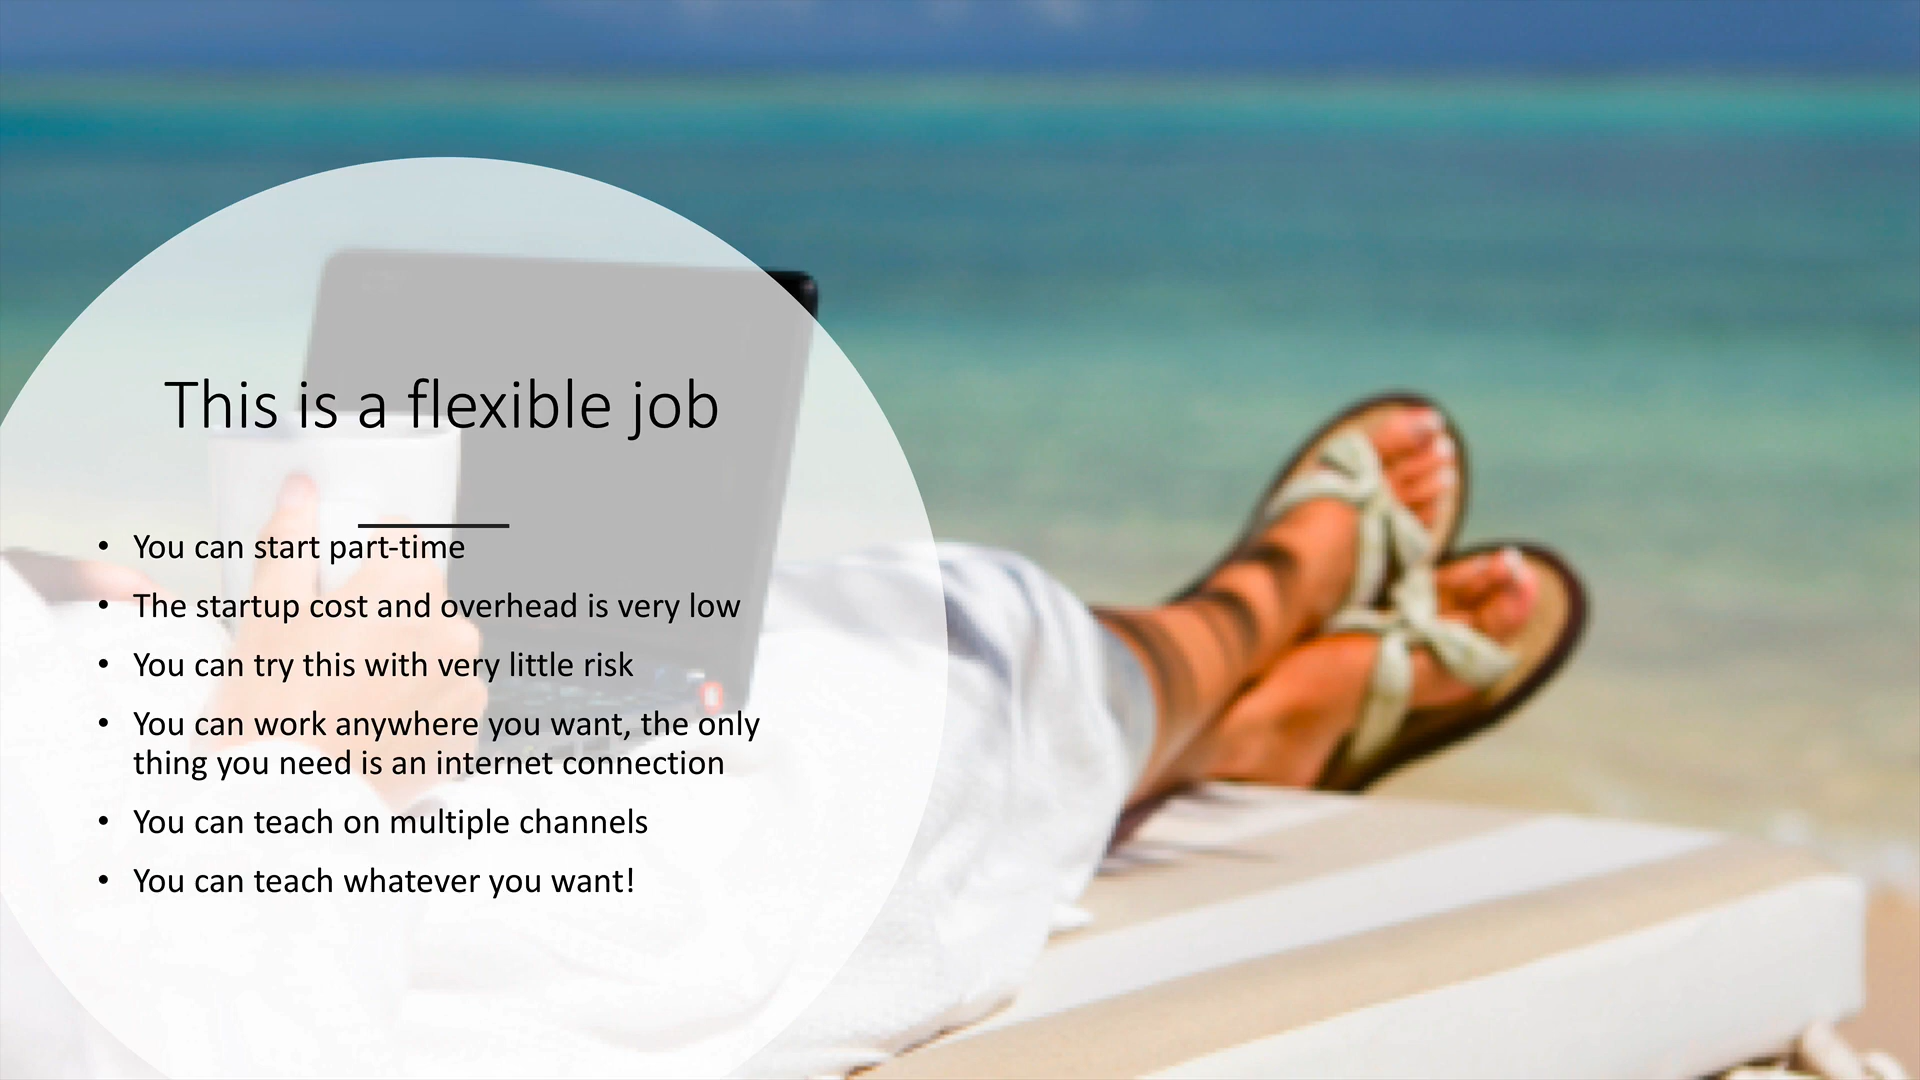 This is a flexible job
• You can start part-time
• The startup cost and overhead is very low
• You can try this with very little risk
• You can work anywhere you want, the only
thing you need is an internet connection
• You can teach on multiple channels
• You can teach whatever you want!